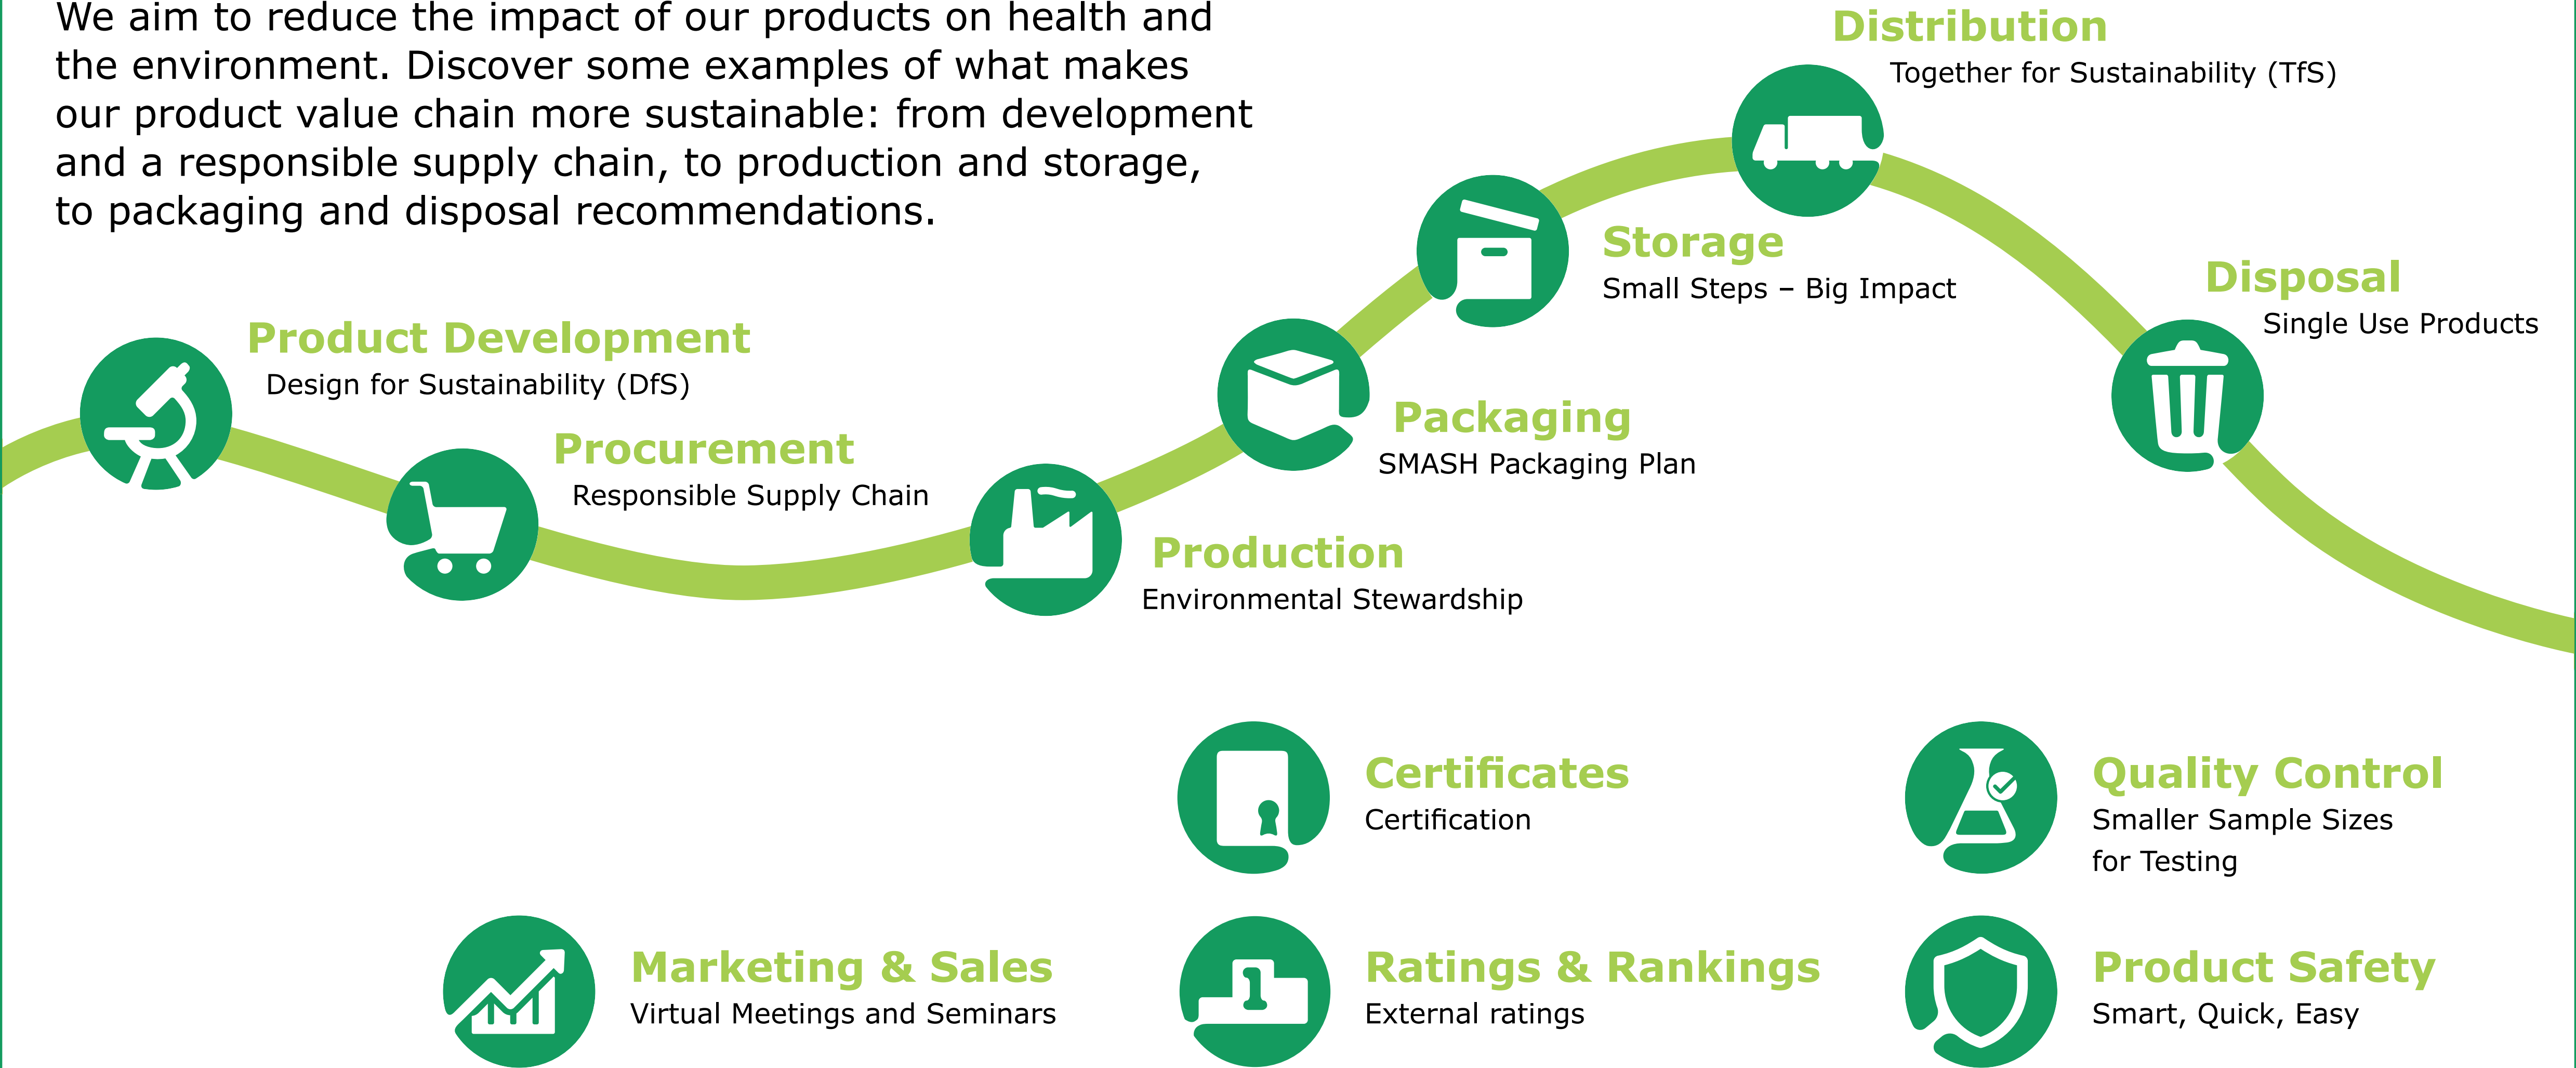 We aim to reduce the impact of our products on health and
the environment. Discover some examples of what makes
our product value chain more sustainable: from development
and a responsible supply chain, to production and storage,
to packaging and disposal recommendations.
Product Development
Design for Sustainability (DfS)
Procurement
Responsible Supply Chain
Production
Environmental Stewardship
Packaging
SMASH Packaging Plan
Storage
Small Steps – Big Impact
Distribution
Together for Sustainability (TfS)
Disposal
Single Use Products
Certificates
Certification
Quality Control
Smaller Sample Sizes
for Testing
Marketing & Sales
Virtual Meetings and Seminars
1
Ratings & Rankings
External ratings
Product Safety
Smart, Quick, Easy